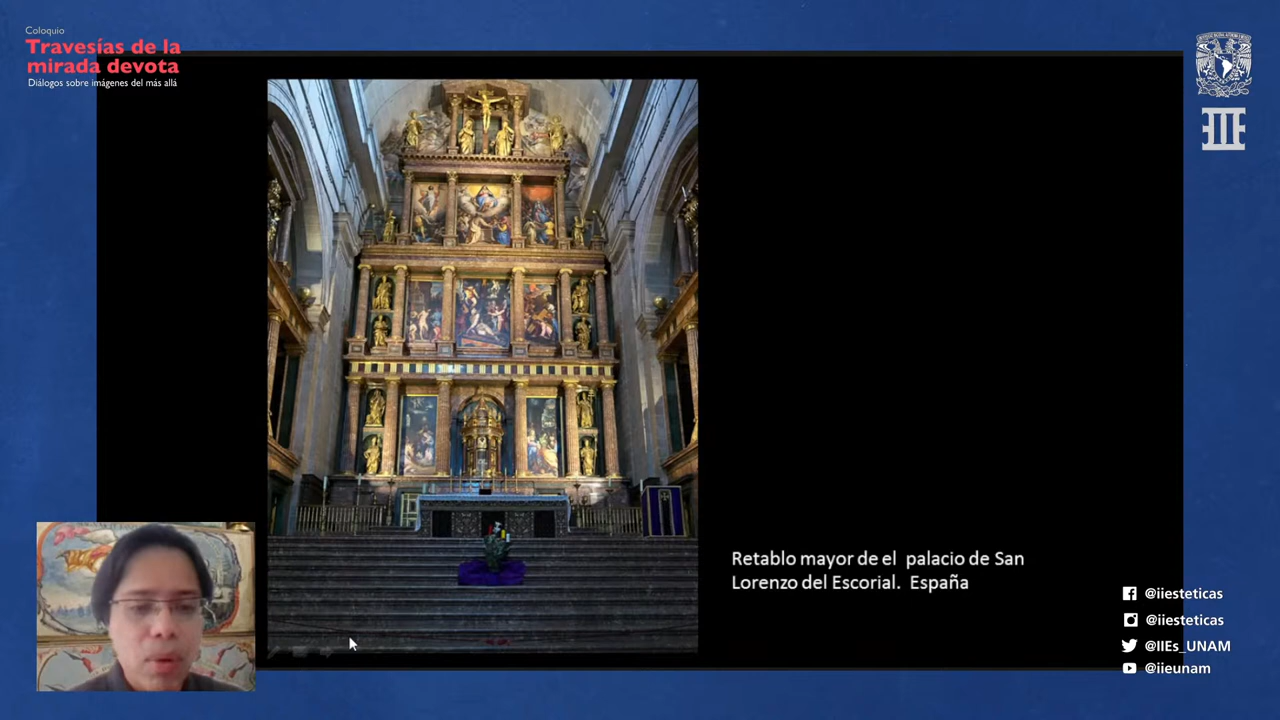 Coloquio
Travesías de la
mirada devota
Diálogos sobre imágenes del más allá
Retablo mayor de el palacio de San
Lorenzo del Escorial. España
@iiesteticas
@iiesteticas
@IIEs_UNAM
@iieunam